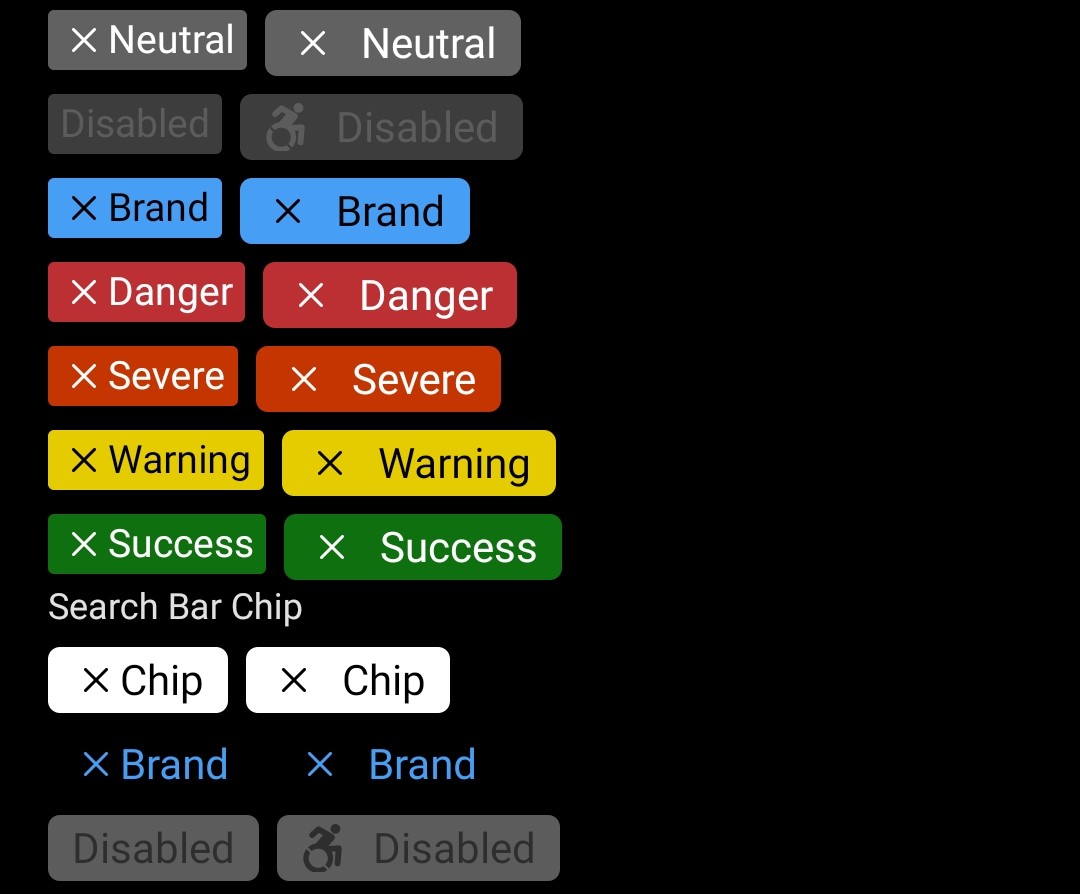 Neutral Neutral
Disabled Disabled
Brand Brand
Danger Danger
Severe Severe
Warning Warning
Success Success
Search Bar Chip
Chip Chip
Brand Brand
Disabled Disabled